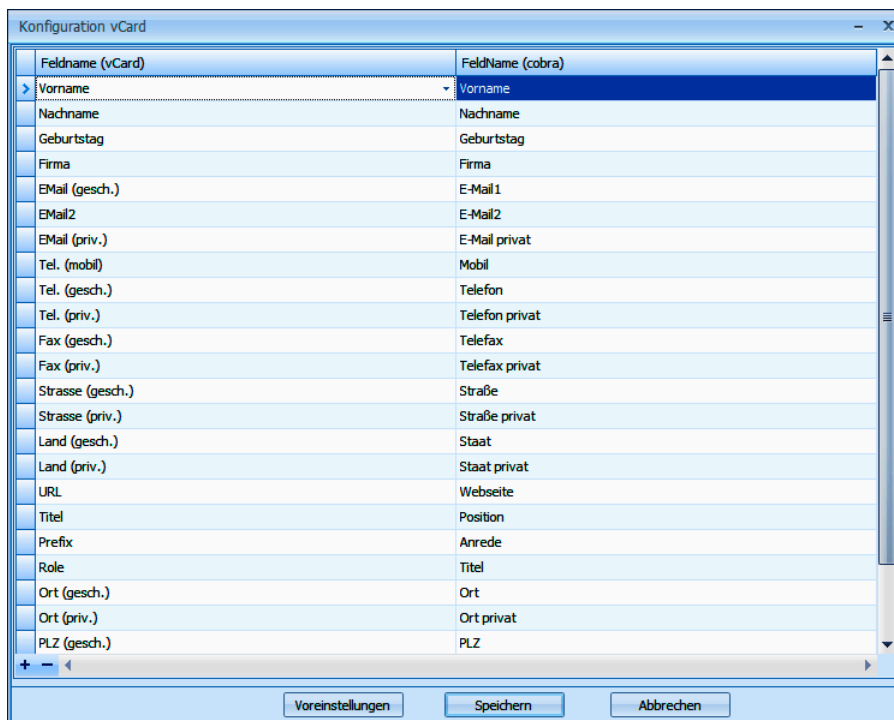 Konfiguration vCard
Feldname (vCard) FeldName (cobra)
Vorname Vorname
Nachname Nachname
Geburtstag Geburtstag
Firma Firma
EMail (gesch.) E-Mail1
EMail2 E-Mail2
EMail (priv.) E-Mail privat
Tel. (mobil) Mobil
Tel. (gesch.) Telefon
Tel. (priv.) Telefon privat
Fax (gesch.) Telefax
Fax (priv.) Telefax privat
Strasse (gesch.) Straße
Strasse (priv.) Straße privat
Land (gesch.) Staat
Land (priv.) Staat privat
URL Webseite
Titel Position
Prefix Anrede
Role Titel
Ort (gesch.) Ort
Ort (priv.) Ort privat
PLZ (gesch.) PLZ
Voreinstellungen Speichern Abbrechen